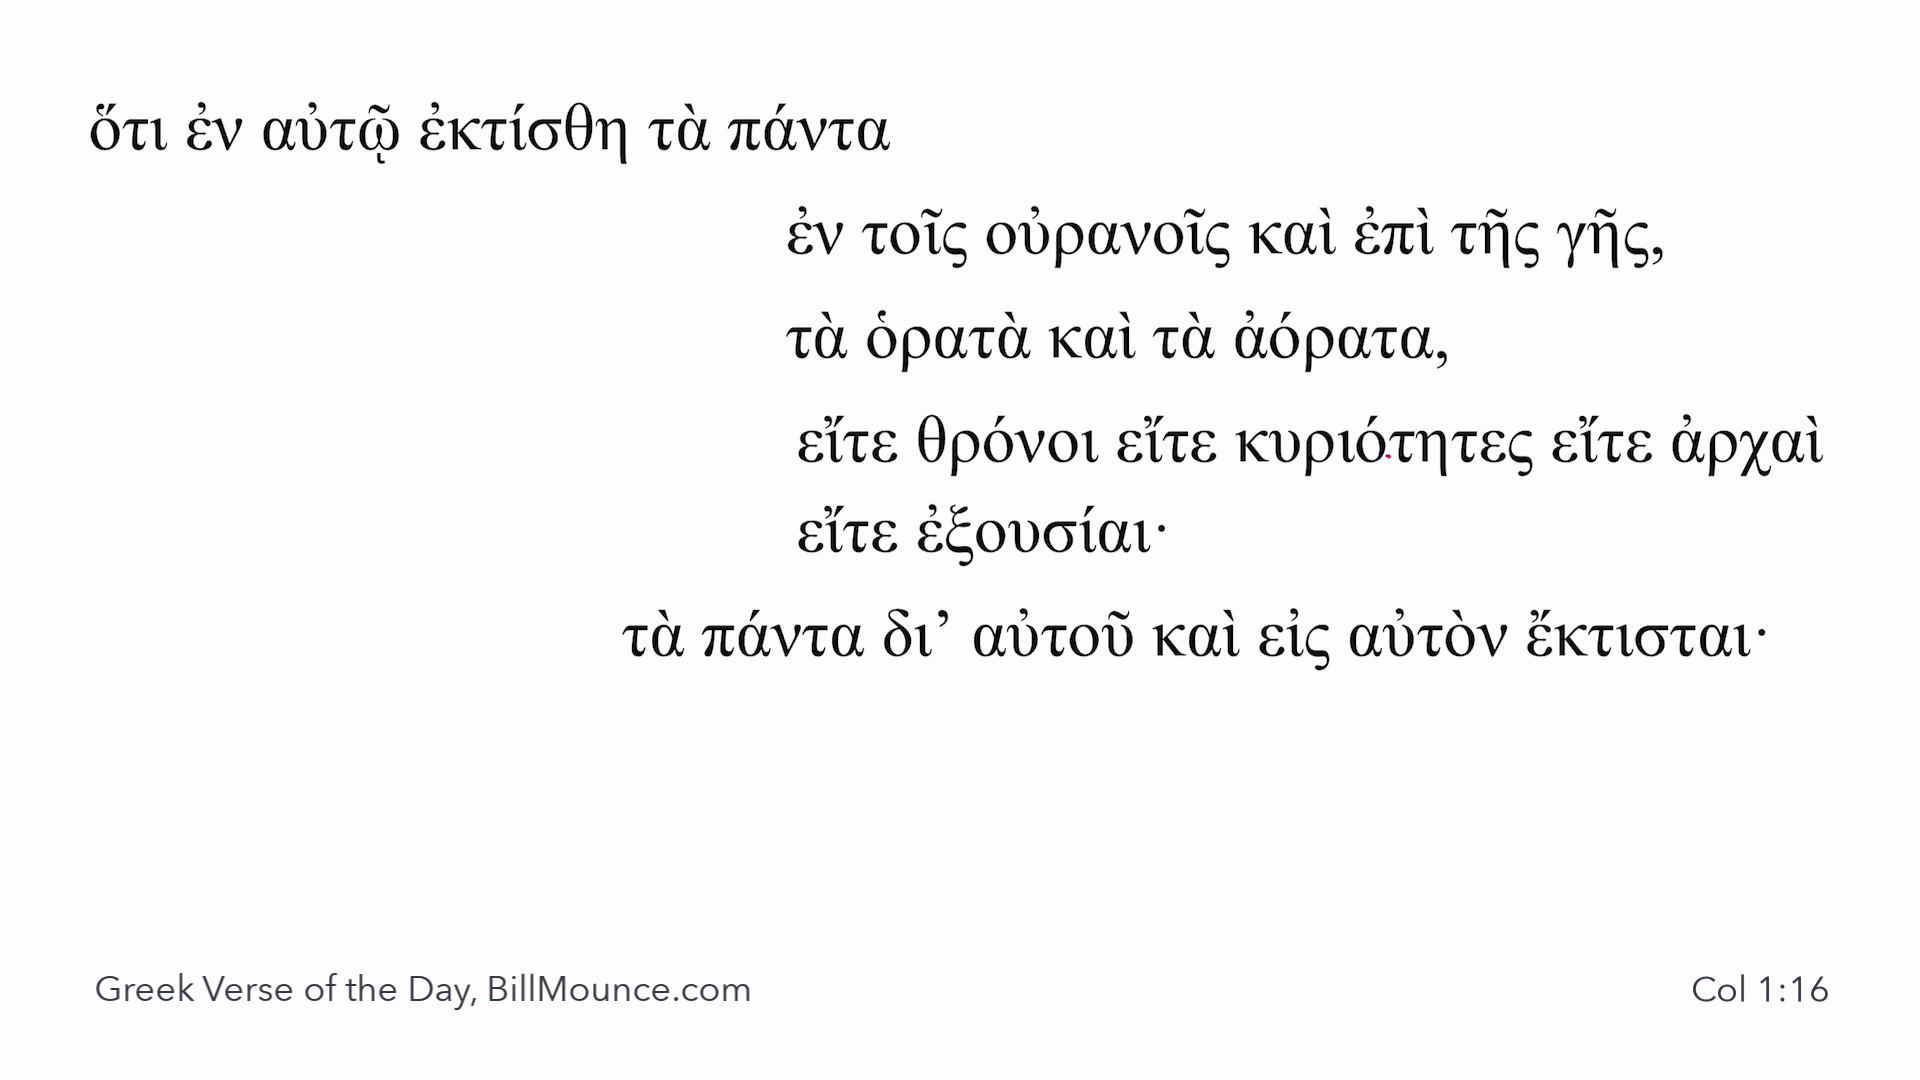 ὅτι ἐν αὐτῷ ἐκτίσθη τὰ πάντα
ἐν τοῖς οὐρανοῖς καὶ ἐπὶ τῆς γῆς,
τὰ ὁρατὰ καὶ τὰ ἀόρατα,
εἴτε θρόνοι εἴτε κυριότητες εἴτε ἀρχαὶ
εἴτε ἐξουσίαι·
τὰ πάντα δι’ αὐτοῦ καὶ εἰς αὐτὸν ἔκτισται·
Greek Verse of the Day, BillMounce.com
Col 1:16